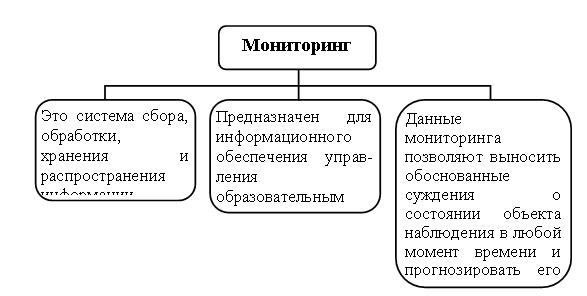 Мониторинг
Это система сбора,
обработки,
хранения и
распространения
информации
Предназначен для
информационного
обеспечения управ-
ления
образовательным
Данные
мониторинга
позволяют выносить
обоснованные
суждения о
состоянии объекта
наблюдения в любой
момент времени и
прогнозировать его